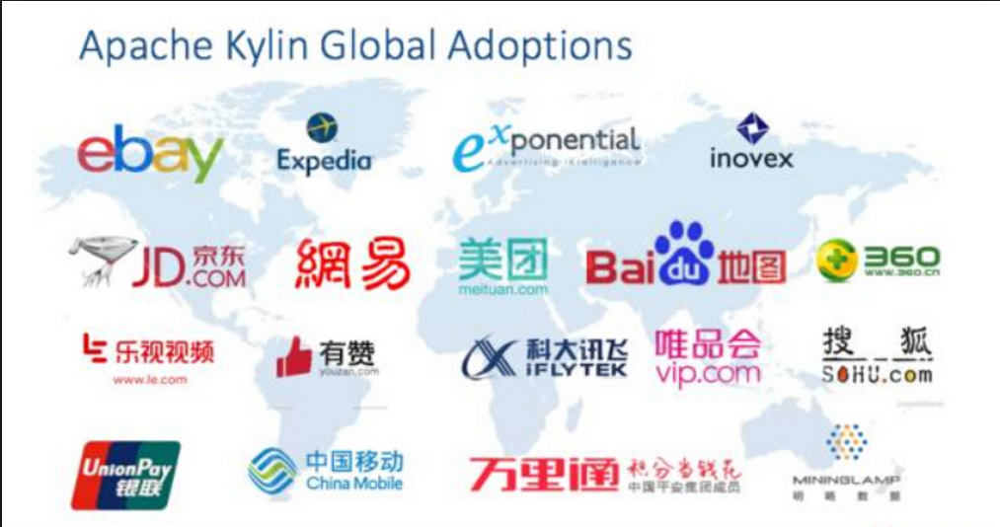 Apache Kylin Global Adoptions
ebay
Expedia
exponential
Advertising intelligence
inovex
JD.COM 京东
網易
美团
meituan.com
Bai du 地图
360
www.360.cn
乐视视频
www.le.com
有赞
youzan.com
科大讯飞
iFLYTEK
唯品会
vip.com
搜 狐
SOHU.com
UnionPay
银联
中国移动
China Mobile
万里通 积分当钱花
中国平安集团成员
MININGLAMP
明 略 数 据